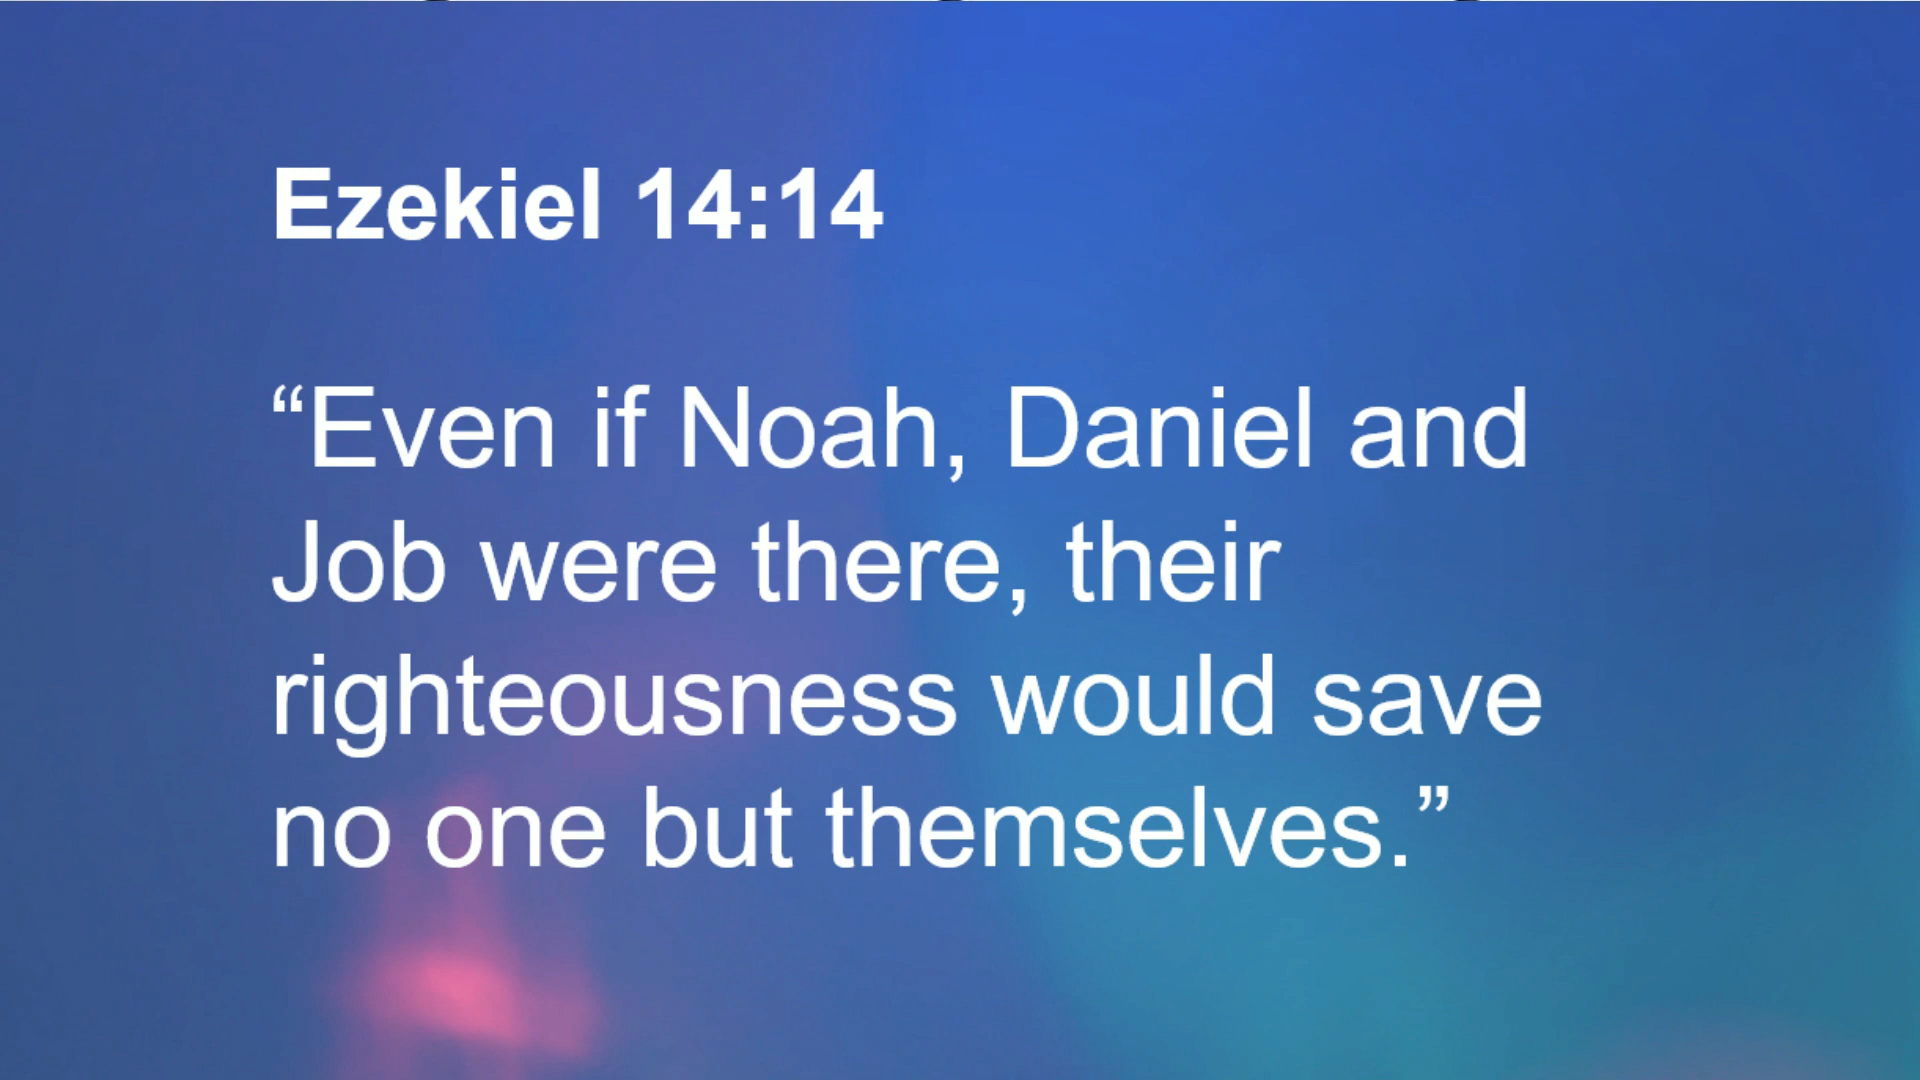 Ezekiel 14:14
“Even if Noah, Daniel and
Job were there, their
righteousness would save
no one but themselves.”